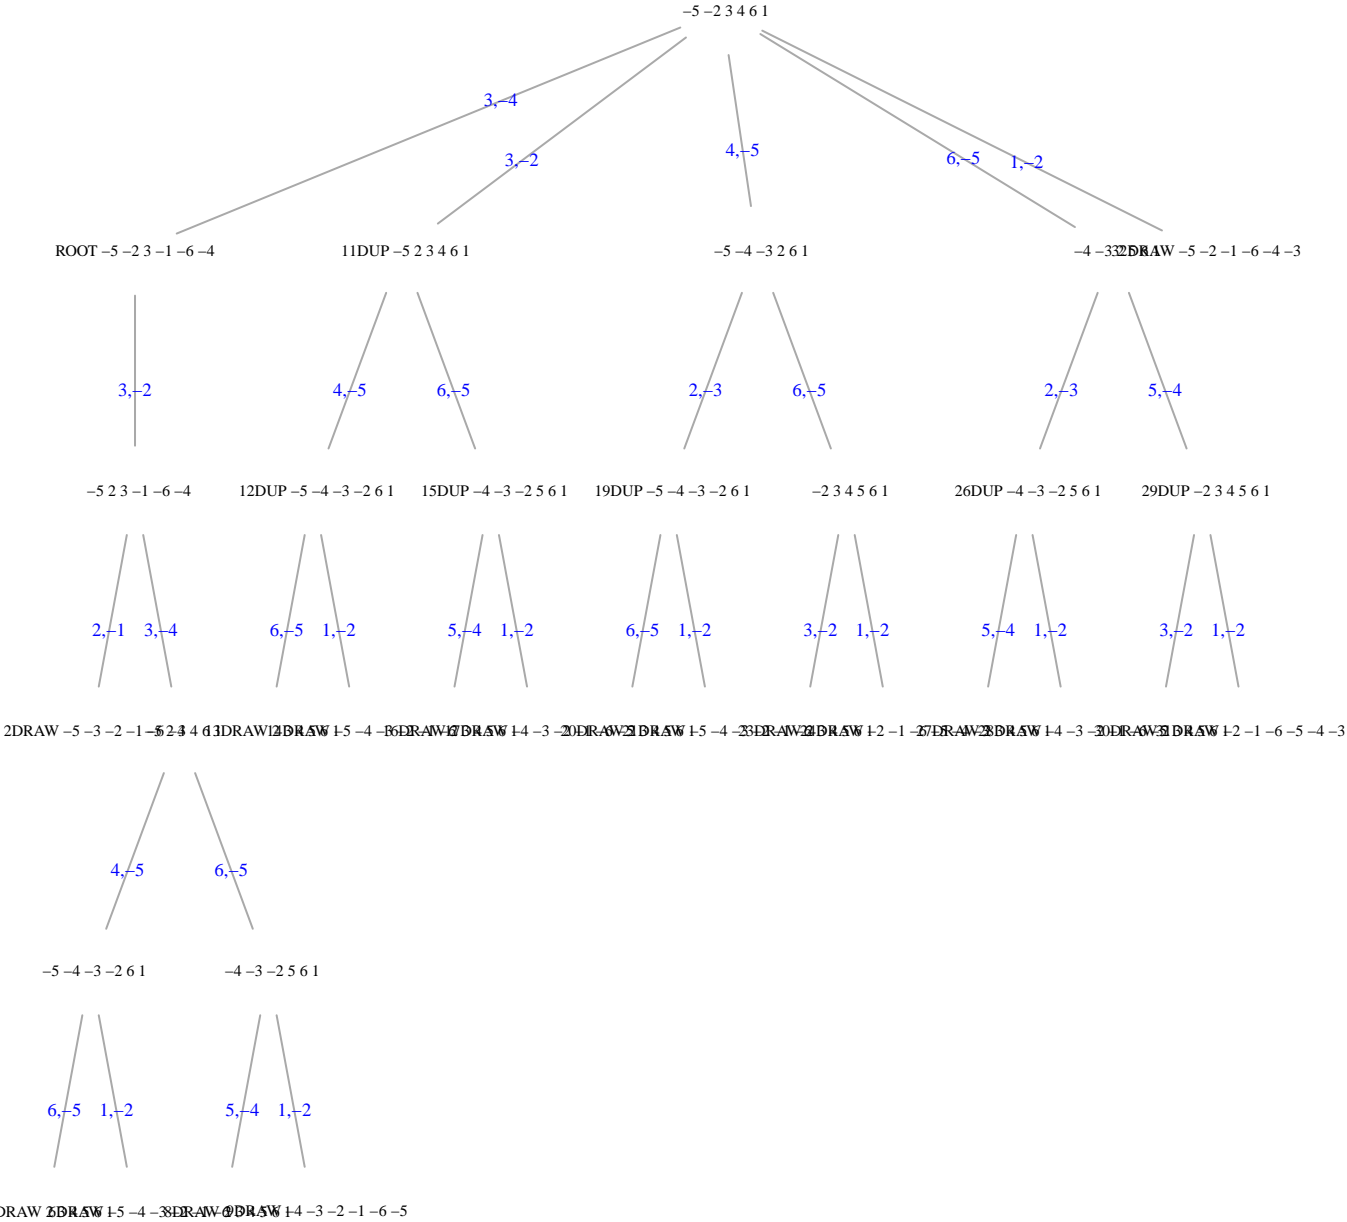 −5 −2 3 4 6 1
3,−4
3,−2
4,−5
6,−5
1,−2
ROOT −5 −2 3 −1 −6 −4
11DUP −5 2 3 4 6 1
−5 −4 −3 2 6 1
−4 −3 2 5 6 1
32DRAW −5 −2 −1 −6 −4 −3
3,−2
4,−5
6,−5
2,−3
6,−5
2,−3
5,−4
−5 2 3 −1 −6 −4
12DUP −5 −4 −3 −2 6 1
15DUP −4 −3 −2 5 6 1
19DUP −5 −4 −3 −2 6 1
−2 3 4 5 6 1
26DUP −4 −3 −2 5 6 1
29DUP −2 3 4 5 6 1
2,−1
3,−4
6,−5
1,−2
5,−4
1,−2
6,−5
1,−2
3,−2
1,−2
5,−4
1,−2
3,−2
1,−2
2DRAW −5 −3 −2 −1
−2 −1 −6 −5 −4 −3
4,−5
6,−5
−5 −4 −3 −2 6 1
−4 −3 −2 5 6 1
6,−5
1,−2
5,−4
1,−2
−4 −3 −2 −1 −6 −5